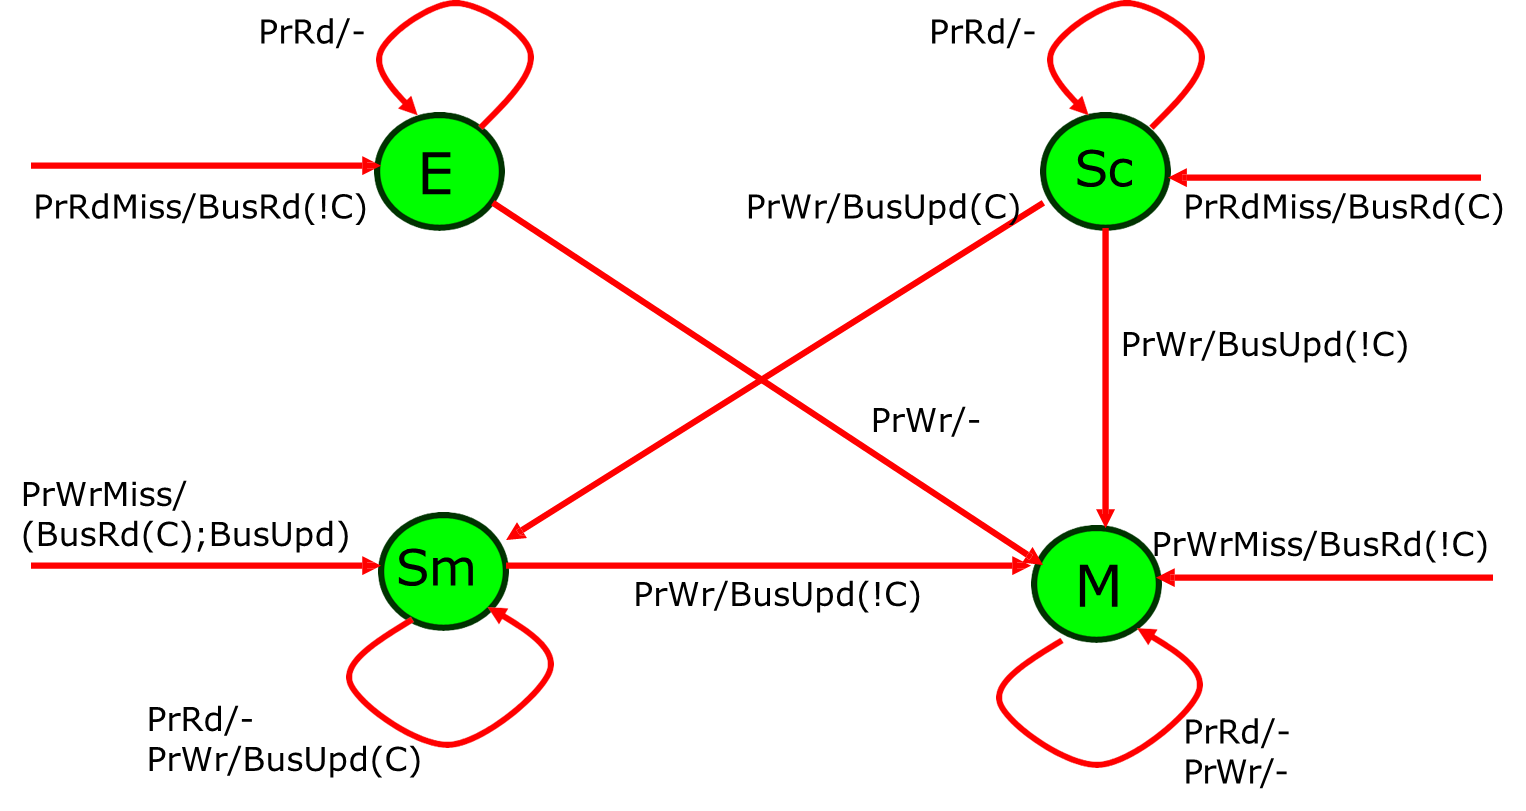 PrRd/-
PrRd/-
E
Sc
PrRdMiss/BusRd(!C)
PrWr/BusUpd(C)
PrRdMiss/BusRd(C)
PrWr/BusUpd(!C)
PrWr/-
PrWrMiss/
(BusRd(C);BusUpd)
PrWrMiss/BusRd(!C)
Sm
M
PrWr/BusUpd(!C)
PrRd/-
PrWr/BusUpd(C)
PrRd/-
PrWr/-